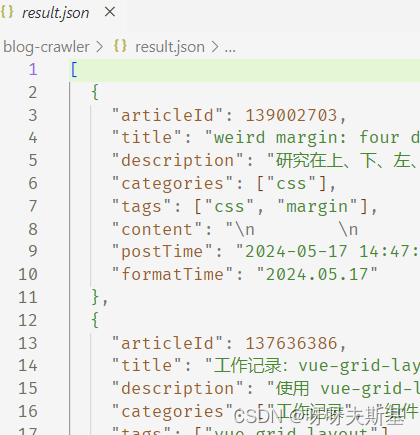 {} result.json ×
blog-crawler > {} result.json > ...
1 [
2 {
3 "articleId": 139002703,
4 "title": "weird margin: four d
5 "description": "研究在上、下、左、
6 "categories": ["css"],
7 "tags": ["css", "margin"],
8 "content": "\n \n
9 "postTime": "2024-05-17 14:47:
10 "formatTime": "2024.05.17"
11 },
12 {
13 "articleId": 137636386,
14 "title": "工作记录: vue-grid-lay
15 "description": "使用 vue-grid-l
16 "categories": ["工作记录", "组件
17 "tags": ["vue-grid-layout"]
CSDN